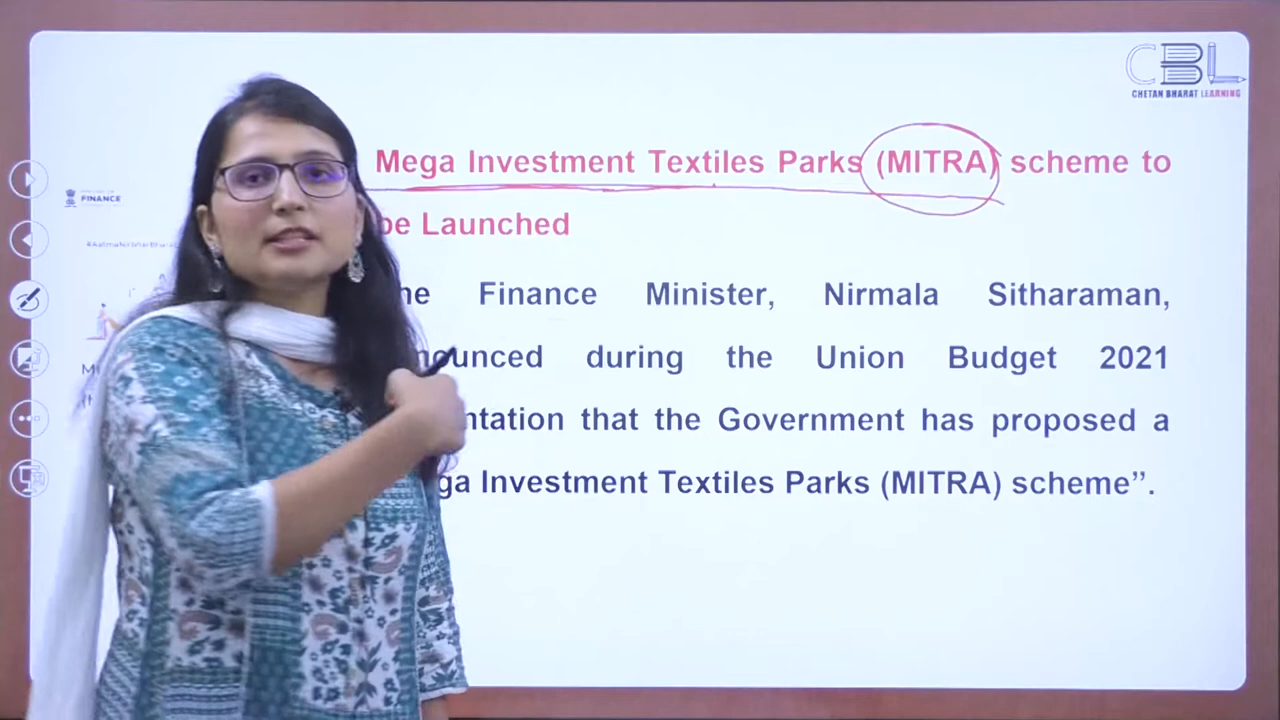 CBL
CHETAN BHARAT LEARNING
Mega Investment Textiles Parks (MITRA) scheme to
be Launched
FINANCE
he Finance Minister, Nirmala Sitharaman,
nounced during the Union Budget 2021
ntation that the Government has proposed a
ga Investment Textiles Parks (MITRA) scheme”.